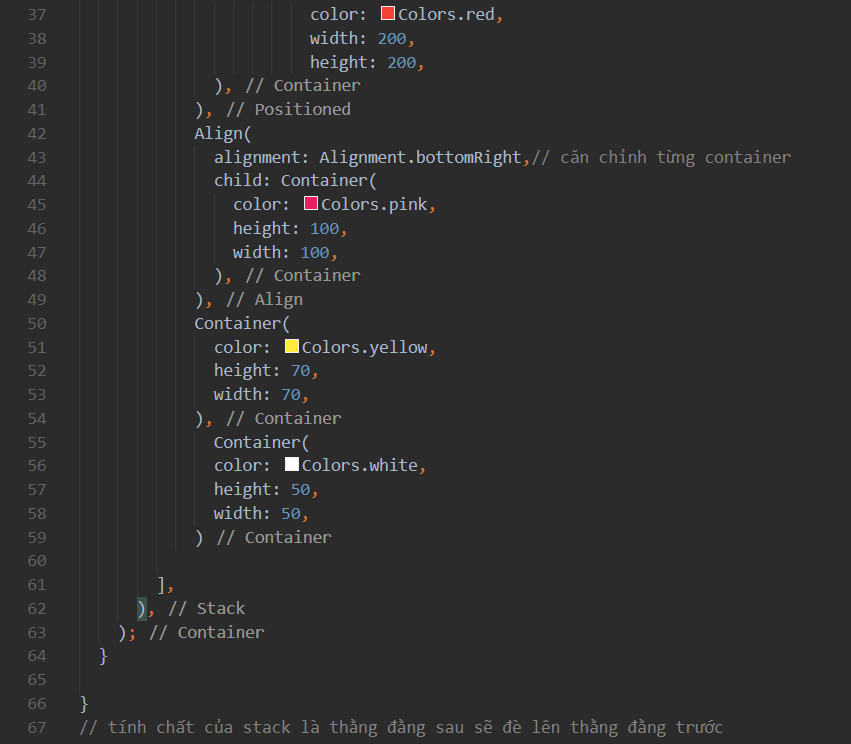 37 color: Colors.red,
38 width: 200,
39 height: 200,
40 ), // Container
41 ), // Positioned
42 Align(
43 alignment: Alignment.bottomRight,// căn chỉnh từng container
44 child: Container(
45 color: Colors.pink,
46 height: 100,
47 width: 100,
48 ), // Container
49 ), // Align
50 Container(
51 color: Colors.yellow,
52 height: 70,
53 width: 70,
54 ), // Container
55 Container(
56 color: Colors.white,
57 height: 50,
58 width: 50,
59 ) // Container
60
61 ],
62 ), // Stack
63 ); // Container
64 }
65
66 }
67 // tính chất của stack là thằng đằng sau sẽ đè lên thằng đằng trước